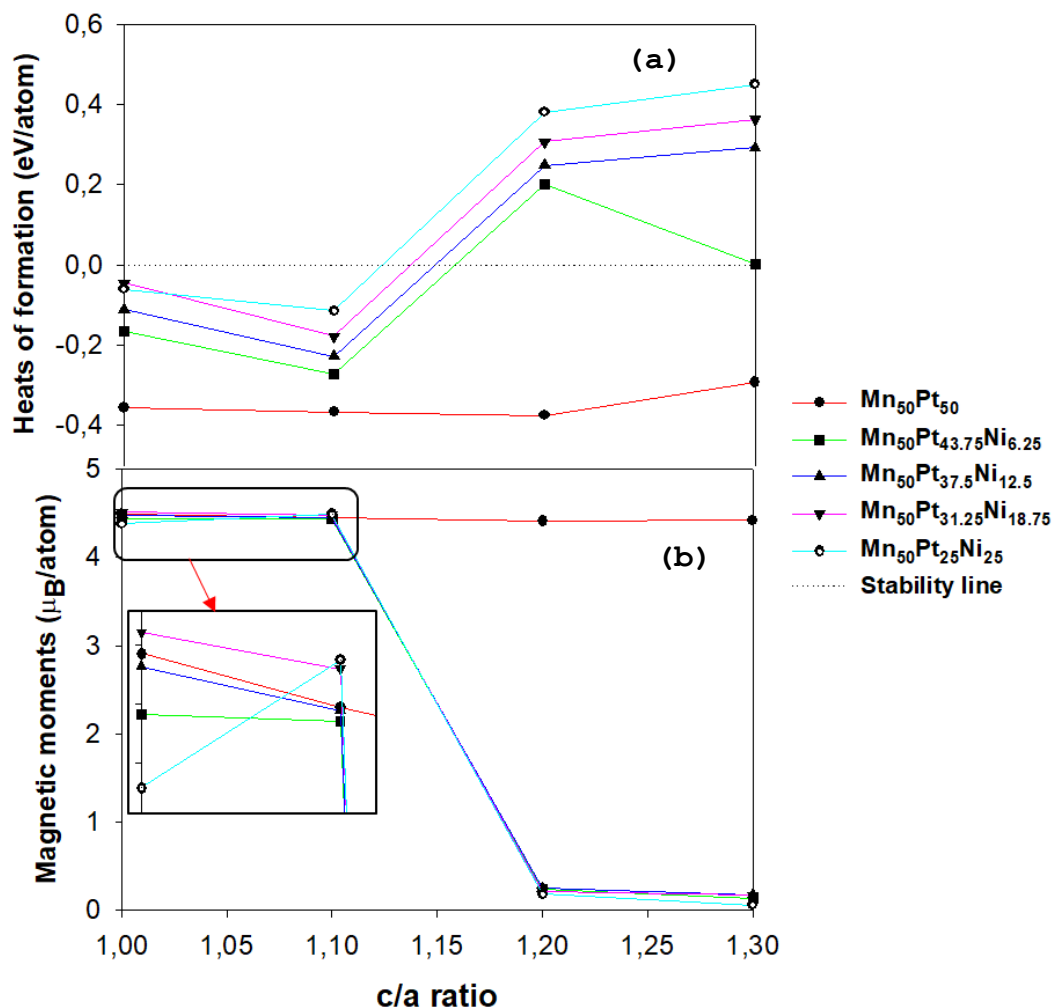 0,6
0,4
0,2
0,0
-0,2
-0,4
Heats of formation (eV/atom)
(a)
5
4
3
2
1
0
Magnetic moments (μB/atom)
(b)
1,00 1,05 1,10 1,15 1,20 1,25 1,30
c/a ratio
Mn₅₀Pt₅₀
Mn₅₀Pt₄₃.₇₅Ni₆.₂₅
Mn₅₀Pt₃₇.₅Ni₁₂.₅
Mn₅₀Pt₃₁.₂₅Ni₁₈.₇₅
Mn₅₀Pt₂₅Ni₂₅
Stability line